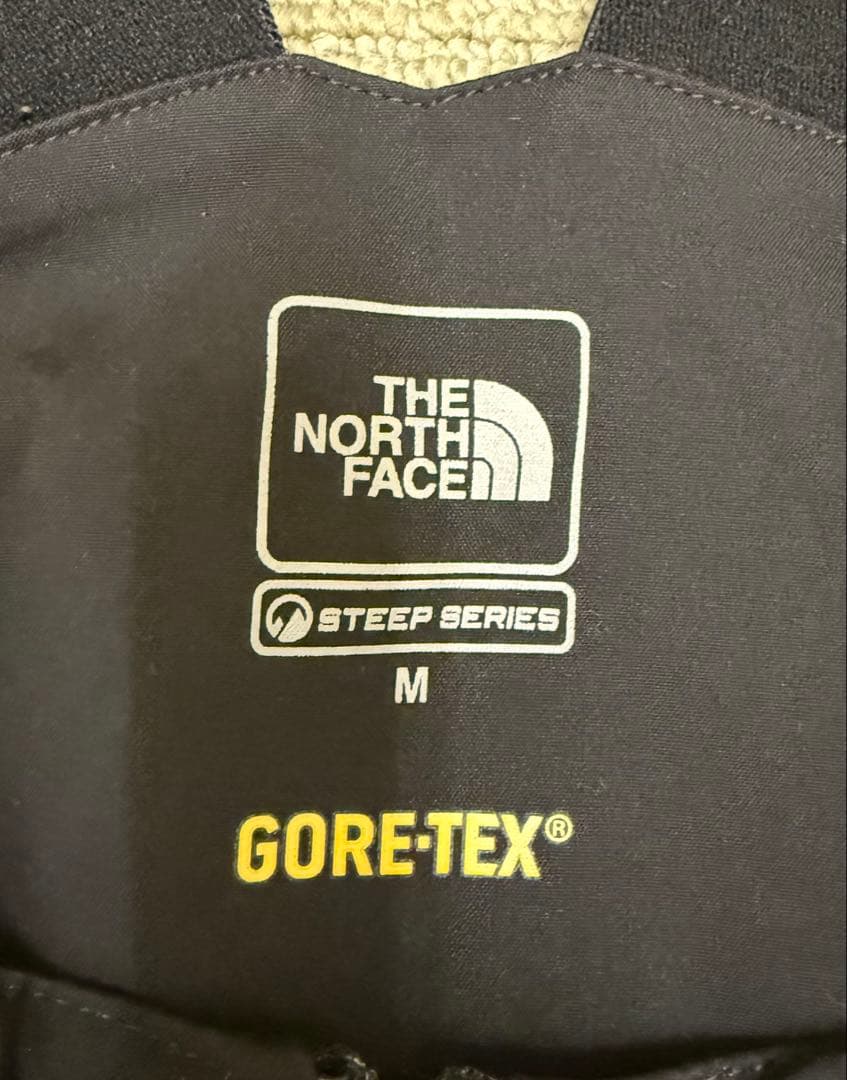 THE
NORTH
FACE
STEEP SERIES
M
GORE-TEX®